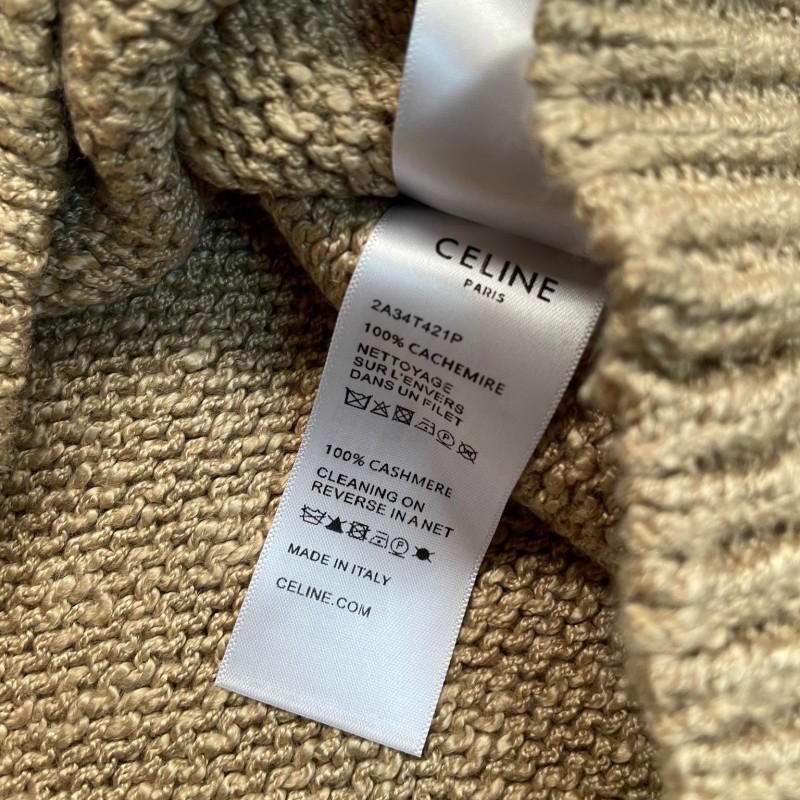 CELINE
PARIS
2A34T421P
100% CACHEMIRE
NETTOYAGE
SUR L'ENVERS
DANS UN FILET
100% CASHMERE
CLEANING ON
REVERSE IN A NET
MADE IN ITALY
CELINE.COM